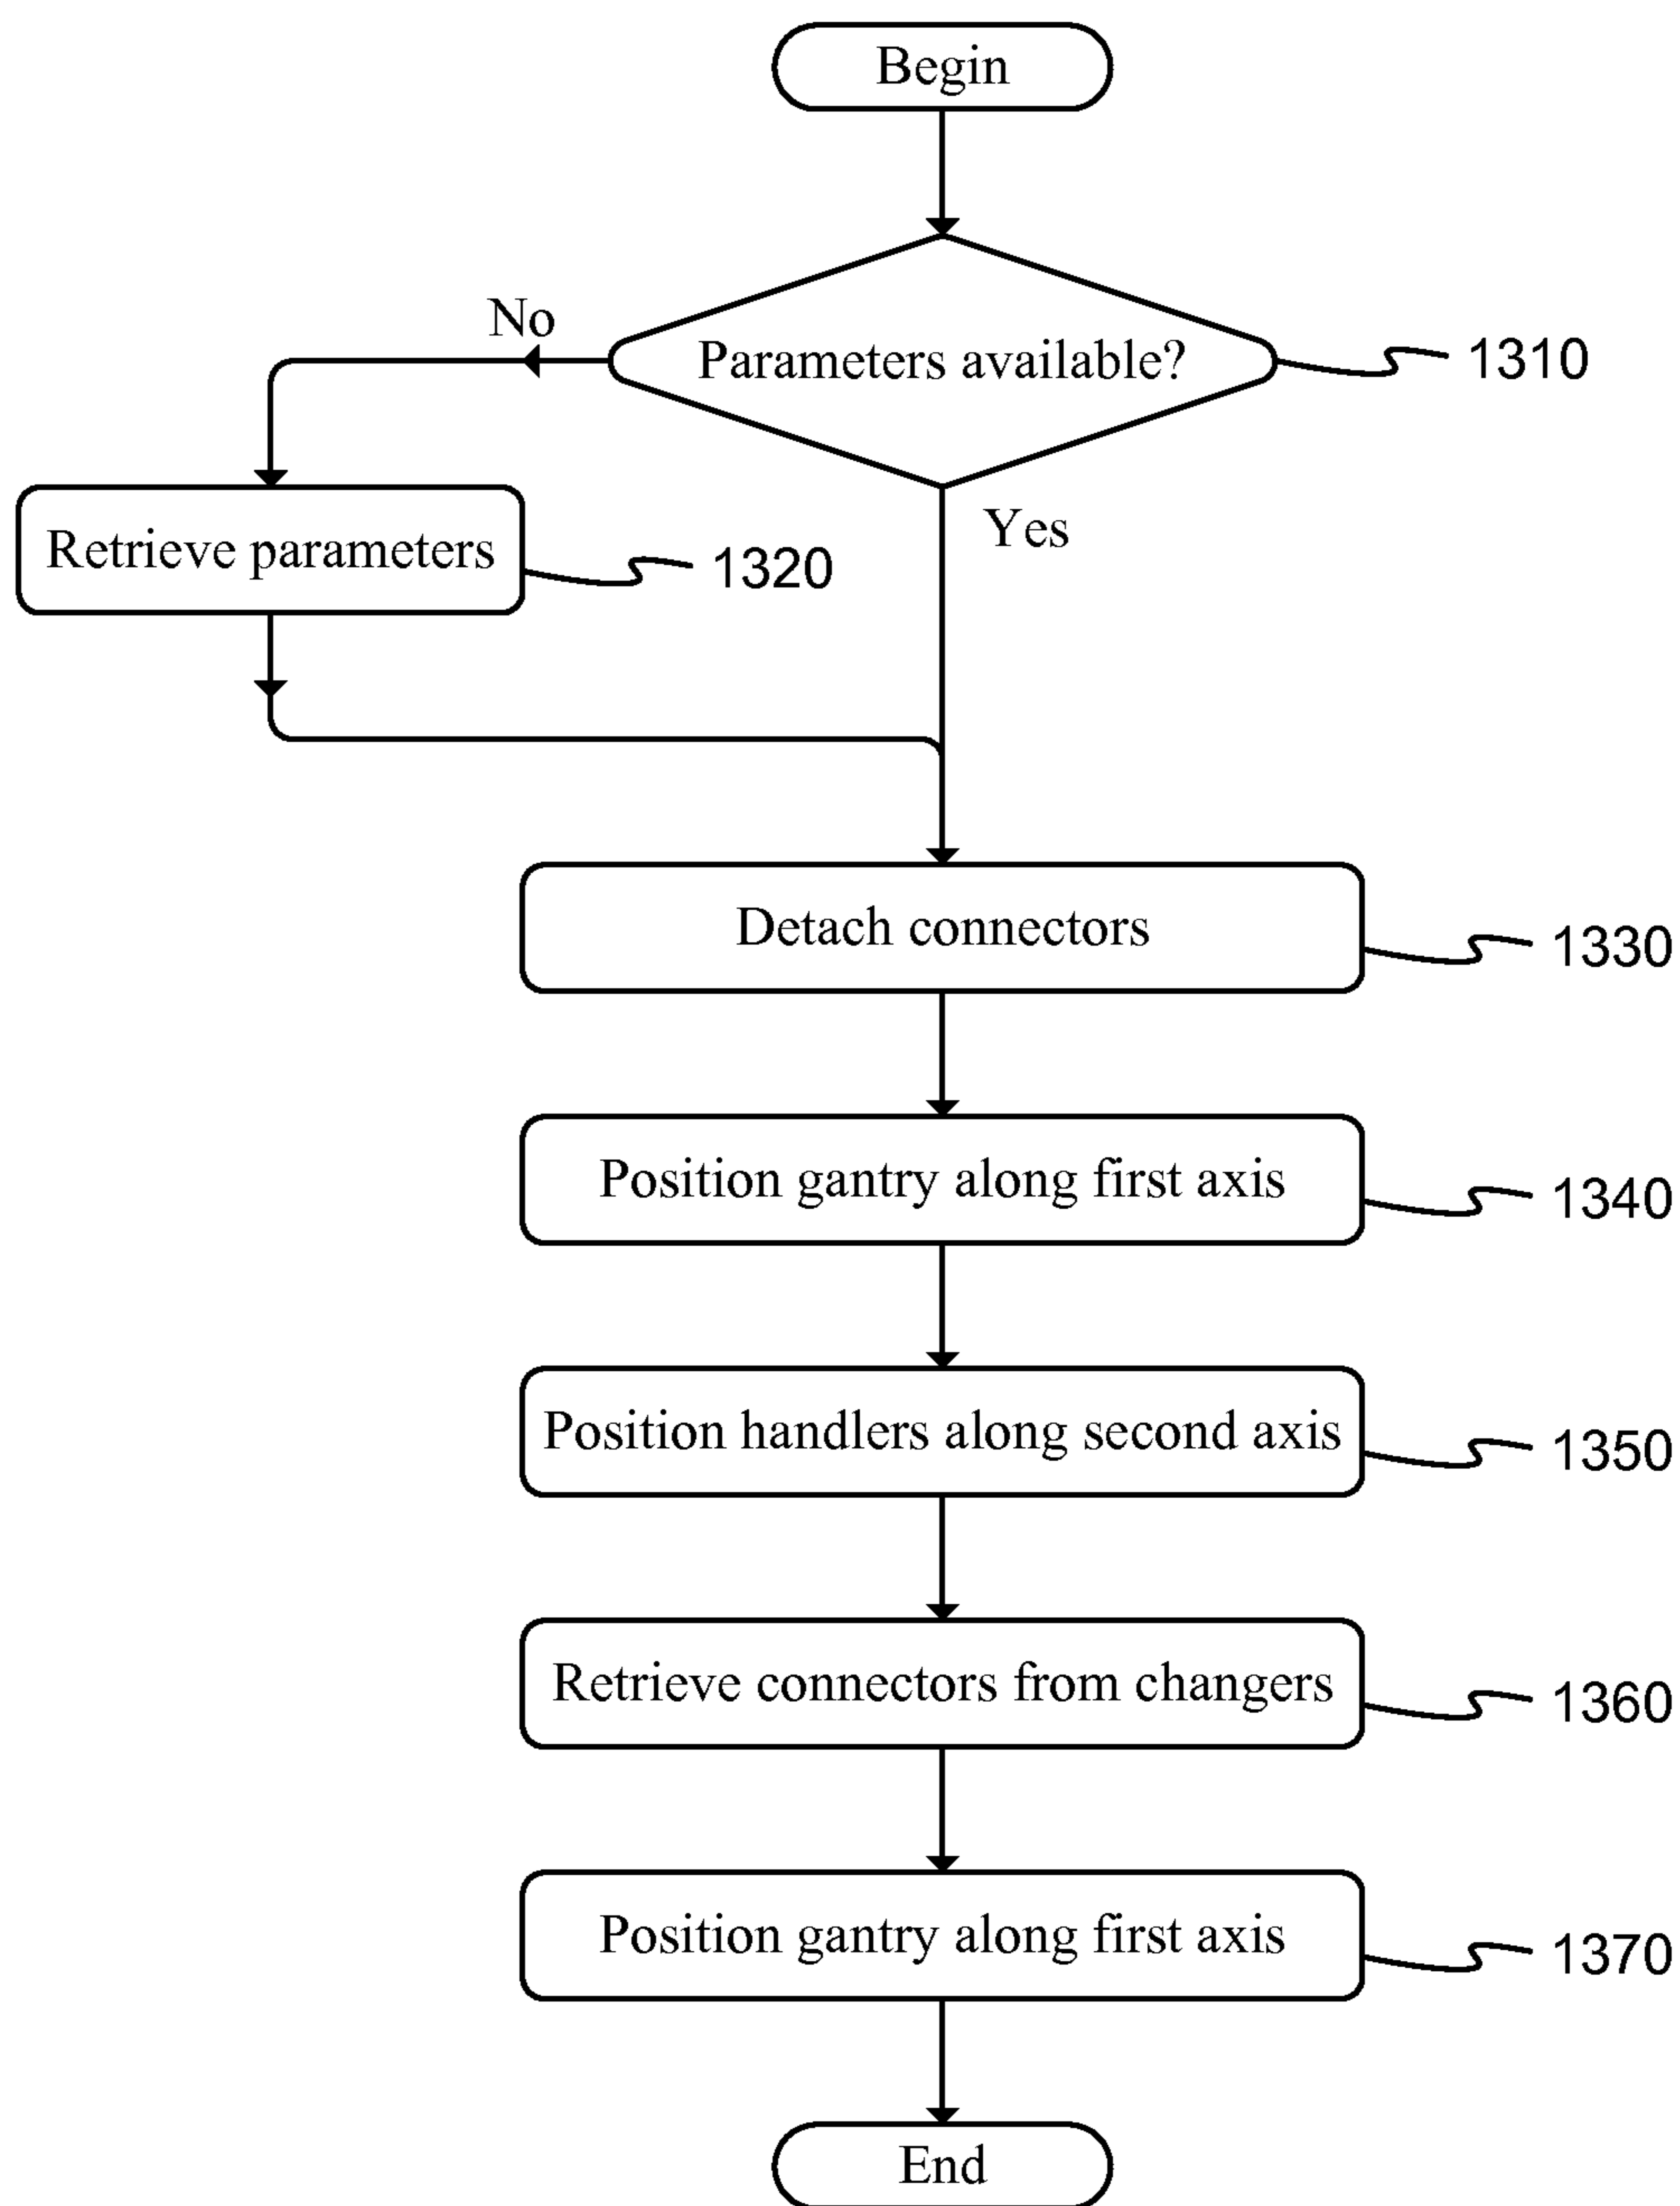 Begin
No
Parameters available?
1310
Yes
Retrieve parameters
1320
Detach connectors
1330
Position gantry along first axis
1340
Position handlers along second axis
1350
Retrieve connectors from changers
1360
Position gantry along first axis
1370
End